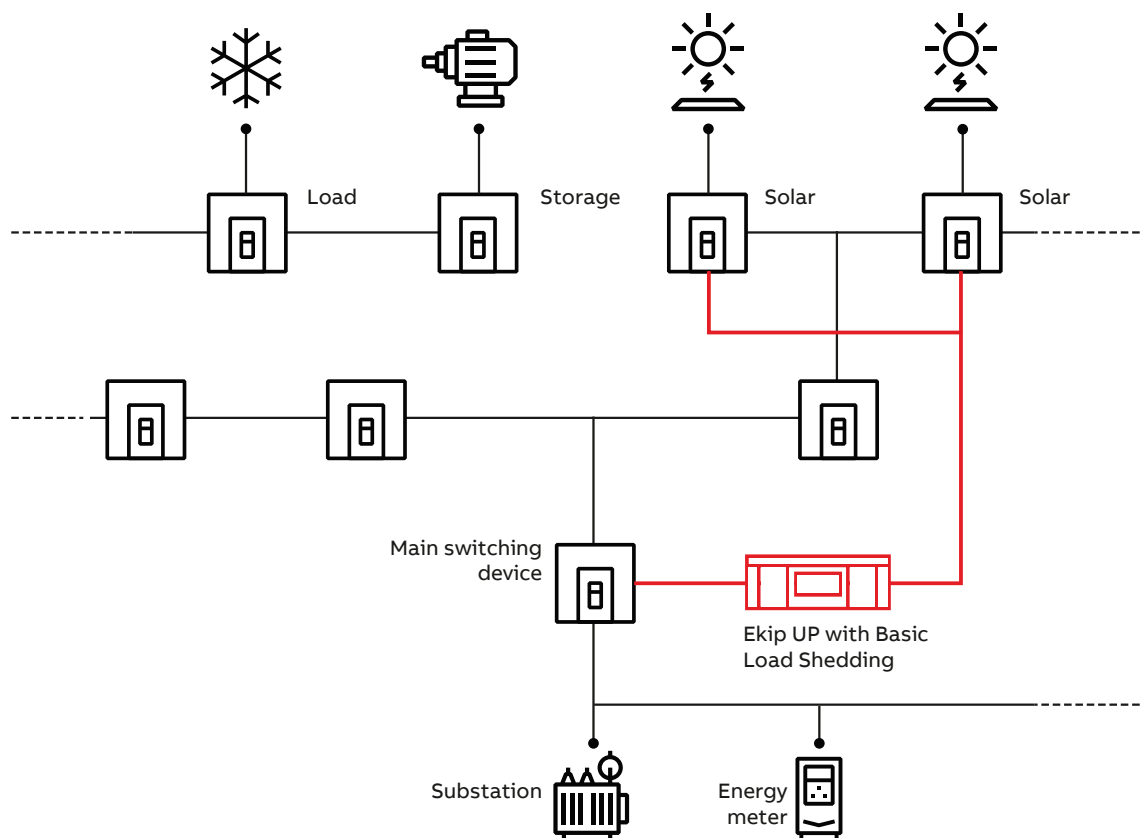 Load
Storage
Solar
Solar
Main switching
device
Ekip UP with Basic
Load Shedding
Substation
Energy
meter